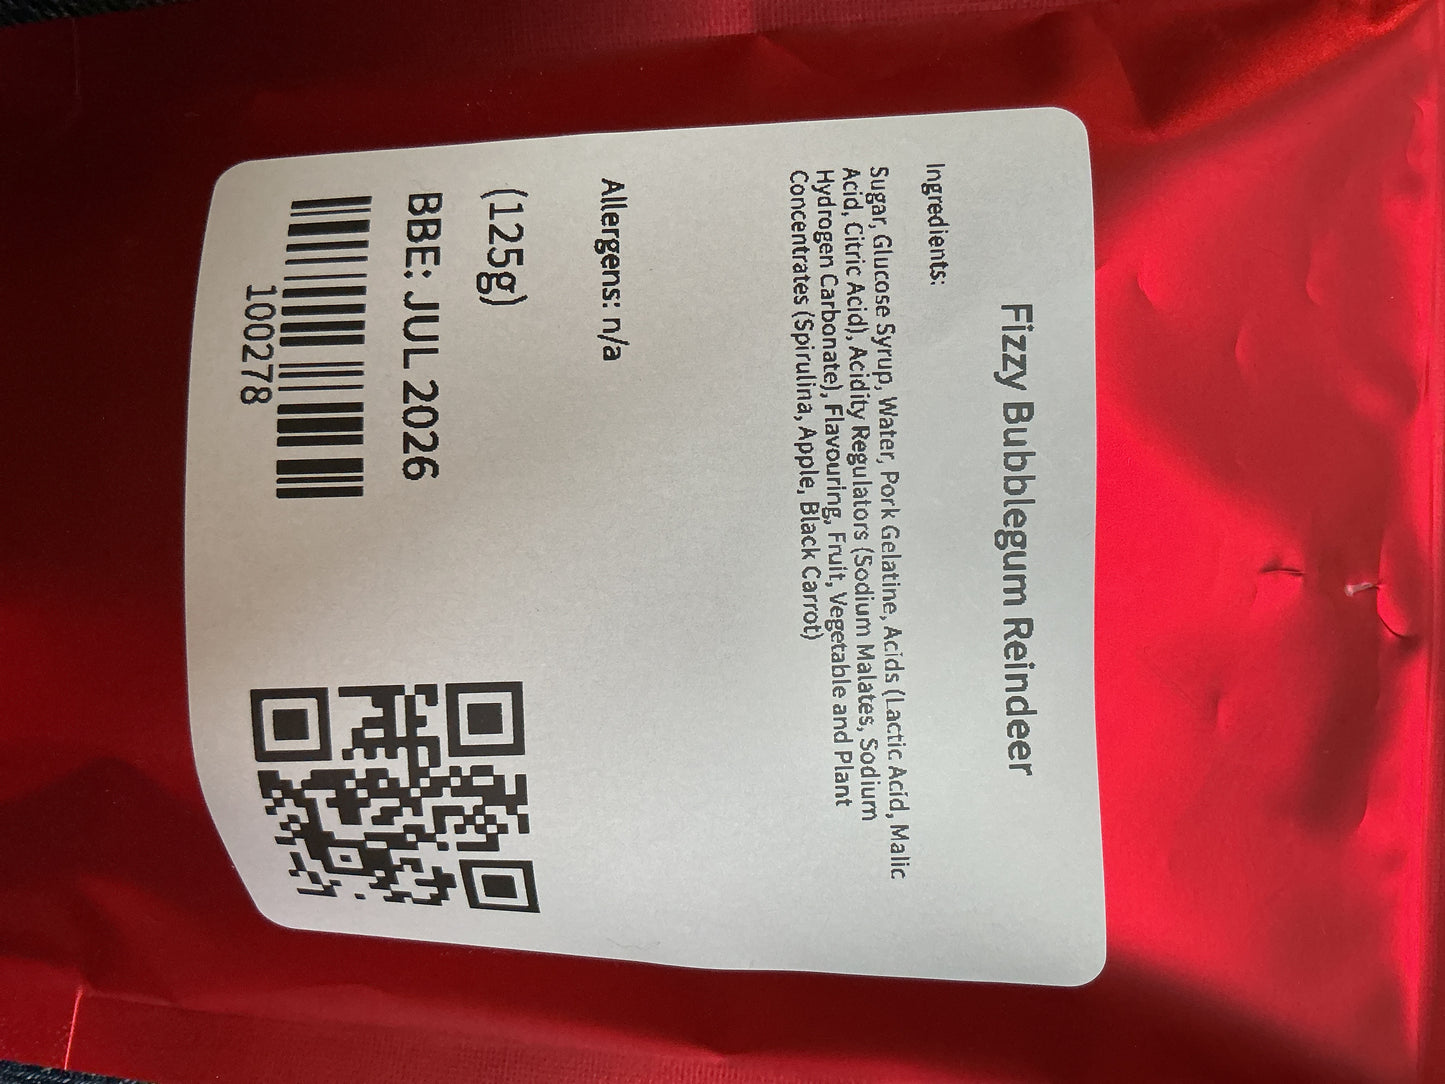 Fizzy Bubblegum Reindeer
Ingredients:
Sugar, Glucose Syrup, Water, Pork Gelatine, Acids (Lactic Acid, Malic
Acid, Citric Acid), Acidity Regulators (Sodium Malates, Sodium
Hydrogen Carbonate), Flavouring, Fruit, Vegetable and Plant
Concentrates (Spirulina, Apple, Black Carrot)
Allergens: n/a
(125g)
BBE: JUL 2026
100278